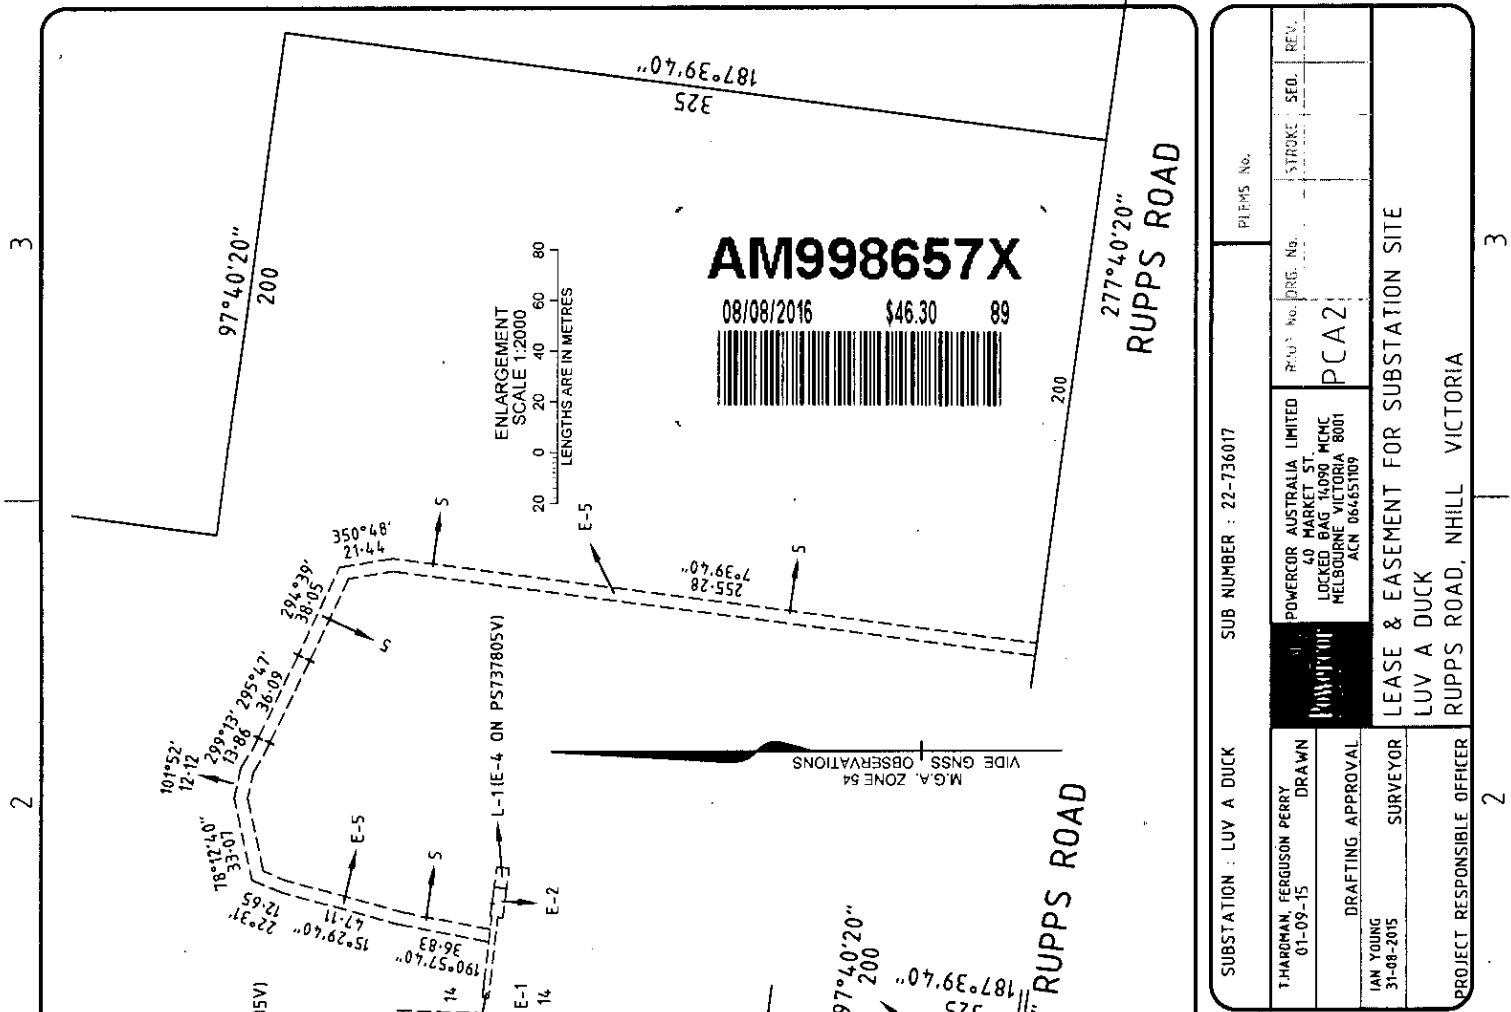 3
2
187°39'40"
325
97°40'20"
200
ENLARGEMENT
SCALE 1:2000
20 0 20 40 60 80
LENGTHS ARE IN METRES
AM998657X
08/08/2016 $46.30 89
277°40'20"
RUPPS ROAD
200
350°48'
21·44
S
E-5
294°39'
38·05
7°39'40"
255·28
S
5
295°47'
36·09
299°13'
13·86
101°52'
12·12
78°12'40"
33·07
22°31'
12·65
15°29'40"
47·11
190°57'40"
36·83
E-5
5
L-1(E-4 ON PS737805V)
E-2
E-1
14
14
05V)
M.G.A. ZONE 54
VIDE GNSS OBSERVATIONS
97°40'20"
200
187°39'40"
325
RUPPS ROAD
SUBSTATION : LUV A DUCK
SUB NUMBER : 22-736017
PLEMS No.
T.HARDMAN, FERGUSON PERRY
01-09-15 DRAWN
DRAFTING APPROVAL
IAN YOUNG
31-08-2015 SURVEYOR
PROJECT RESPONSIBLE OFFICER
Powercor
POWERCOR AUSTRALIA LIMITED
40 MARKET ST.
LOCKED BAG 14090 MCMC
MELBOURNE VICTORIA 8001
ACN 064651109
No. DRG. No. STROKE SEQ. REV.
PCA2
LEASE & EASEMENT FOR SUBSTATION SITE
LUV A DUCK
RUPPS ROAD, NHILL VICTORIA
3
2